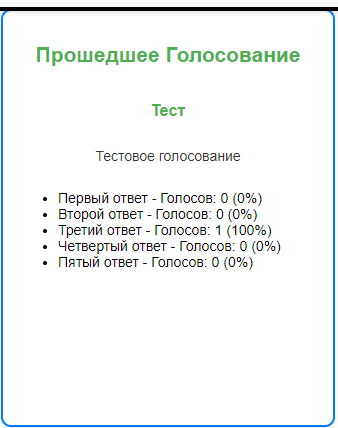 Прошедшее Голосование
Тест
Тестовое голосование
Первый ответ - Голосов: 0 (0%)
Второй ответ - Голосов: 0 (0%)
Третий ответ - Голосов: 1 (100%)
Четвертый ответ - Голосов: 0 (0%)
Пятый ответ - Голосов: 0 (0%)